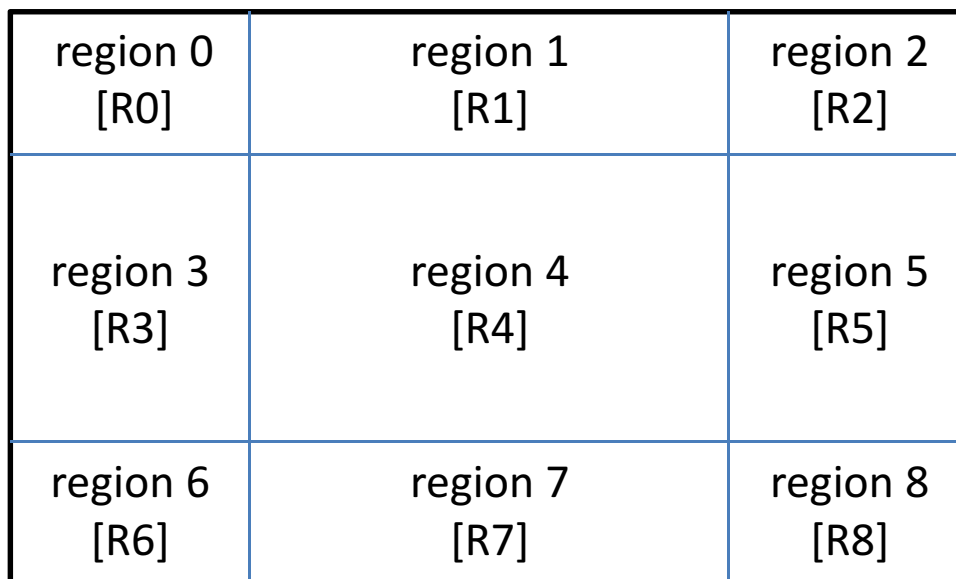 region 0
[R0]
region 1
[R1]
region 2
[R2]
region 3
[R3]
region 4
[R4]
region 5
[R5]
region 6
[R6]
region 7
[R7]
region 8
[R8]